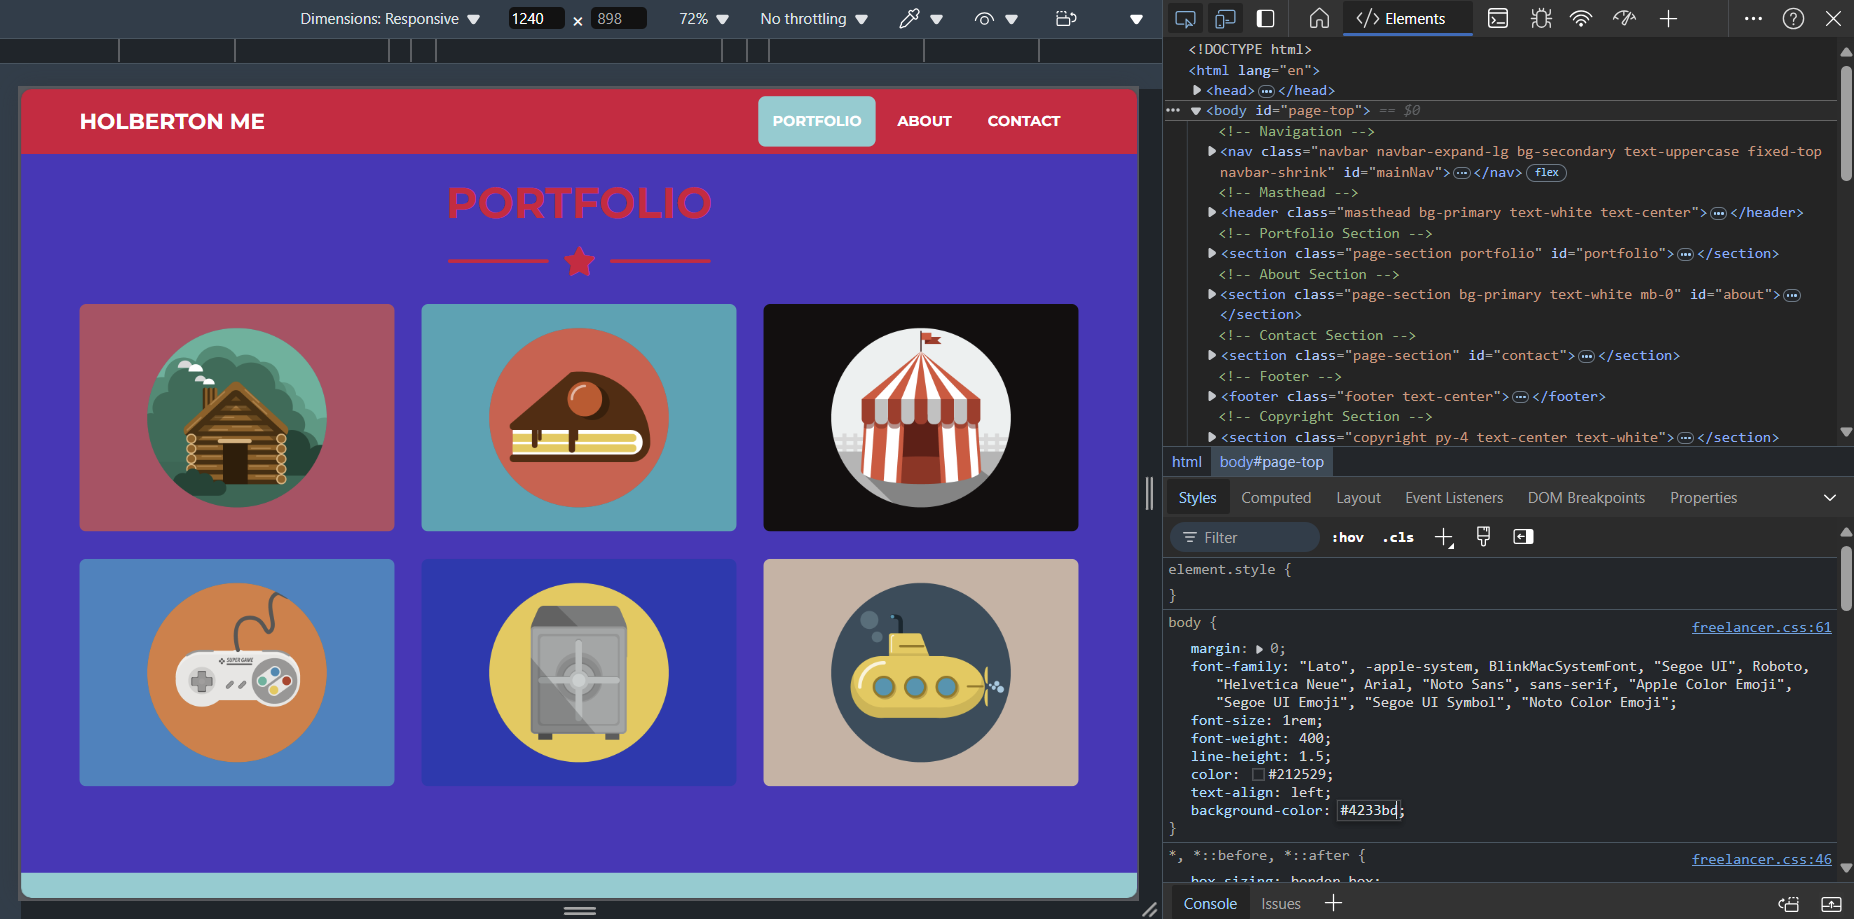 Dimensions: Responsive 1240 × 898 72% No throttling
HOLBERTON ME PORTFOLIO ABOUT CONTACT
PORTFOLIO
SUPER GAME
</> Elements
<!DOCTYPE html>
<html lang="en">
<head> ••• </head>
••• <body id="page-top"> == $0
<!-- Navigation -->
<nav class="navbar navbar-expand-lg bg-secondary text-uppercase fixed-top
navbar-shrink" id="mainNav"> ••• </nav> flex
<!-- Masthead -->
<header class="masthead bg-primary text-white text-center"> ••• </header>
<!-- Portfolio Section -->
<section class="page-section portfolio" id="portfolio"> ••• </section>
<!-- About Section -->
<section class="page-section bg-primary text-white mb-0" id="about"> •••
</section>
<!-- Contact Section -->
<section class="page-section" id="contact"> ••• </section>
<!-- Footer -->
<footer class="footer text-center"> ••• </footer>
<!-- Copyright Section -->
<section class="copyright py-4 text-center text-white"> ••• </section>
html body#page-top
Styles Computed Layout Event Listeners DOM Breakpoints Properties
Filter :hov .cls
element.style {
}
body { freelancer.css:61
margin: 0;
font-family: "Lato", -apple-system, BlinkMacSystemFont, "Segoe UI", Roboto,
"Helvetica Neue", Arial, "Noto Sans", sans-serif, "Apple Color Emoji",
"Segoe UI Emoji", "Segoe UI Symbol", "Noto Color Emoji";
font-size: 1rem;
font-weight: 400;
line-height: 1.5;
color: #212529;
text-align: left;
background-color: #4233bd;
}
*, *::before, *::after { freelancer.css:46
box-sizing: border-box;
Console Issues